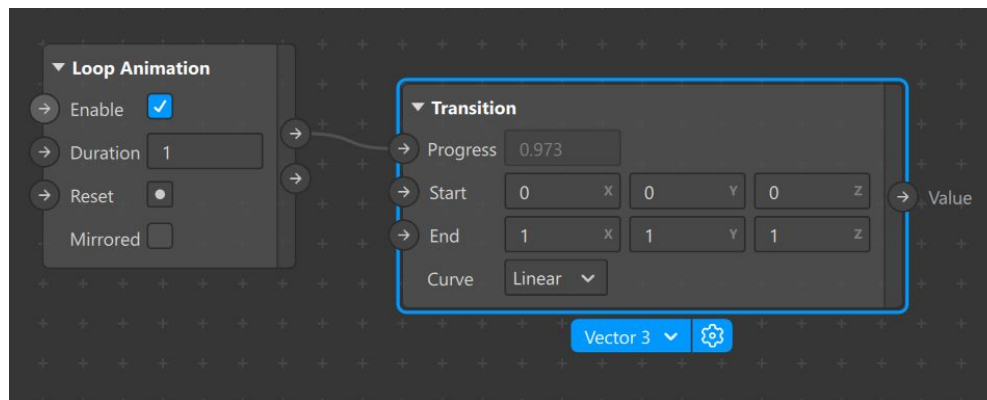 Loop Animation
Enable
Duration 1
Reset
Mirrored
Transition
Progress 0.973
Start 0 X 0 Y 0 Z
End 1 X 1 Y 1 Z
Curve Linear
Value
Vector 3